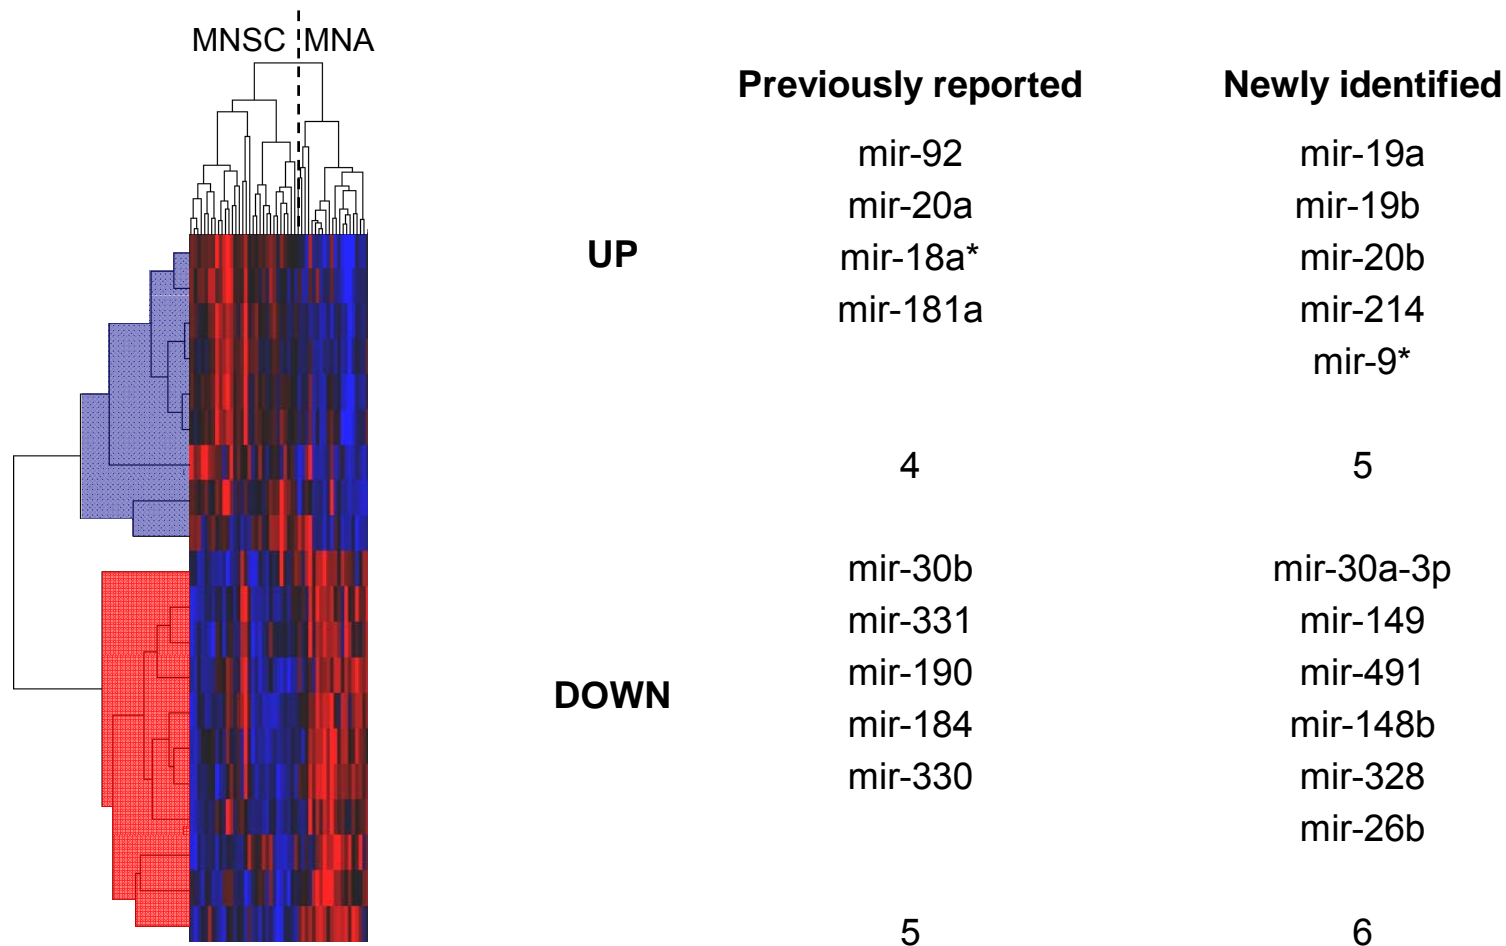 MNSC MNA
Previously reported Newly identified
UP
mir-92 mir-19a
mir-20a mir-19b
mir-18a* mir-20b
mir-181a mir-214
mir-9*
4 5
DOWN
mir-30b mir-30a-3p
mir-331 mir-149
mir-190 mir-491
mir-184 mir-148b
mir-330 mir-328
mir-26b
5 6